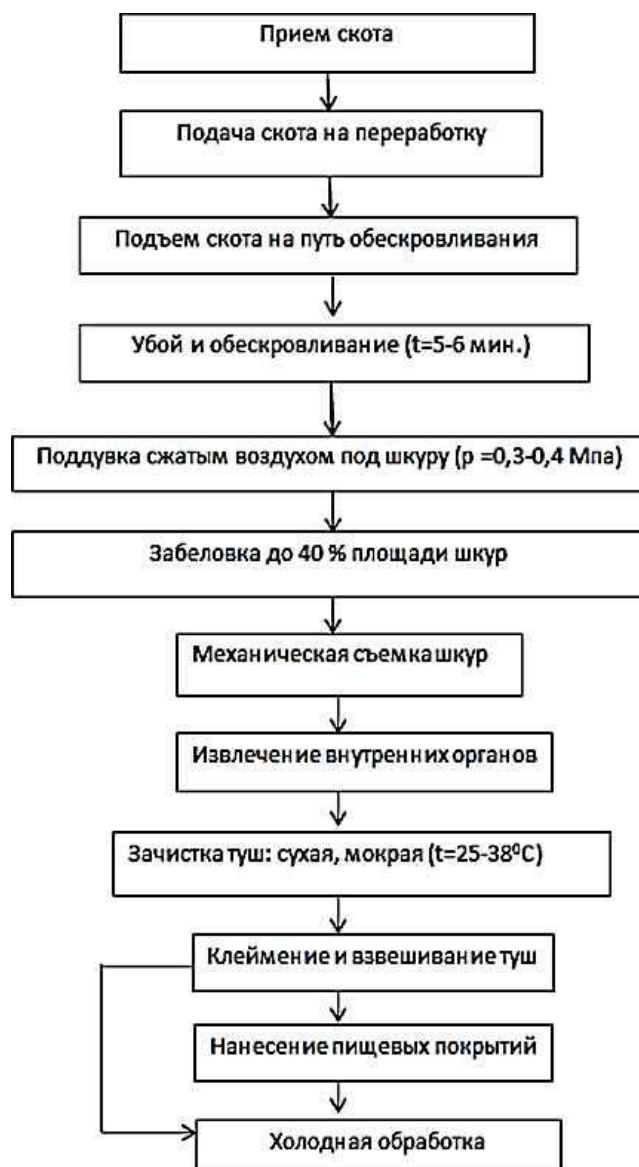 Прием скота
Подача скота на переработку
Подъем скота на путь обескровливания
Убой и обескровливание (t=5-6 мин.)
Поддувка сжатым воздухом под шкуру (р =0,3-0,4 Мпа)
Забеловка до 40 % площади шкур
Механическая съемка шкур
Извлечение внутренних органов
Зачистка туш: сухая, мокрая (t=25-38⁰С)
Клеймение и взвешивание туш
Нанесение пищевых покрытий
Холодная обработка